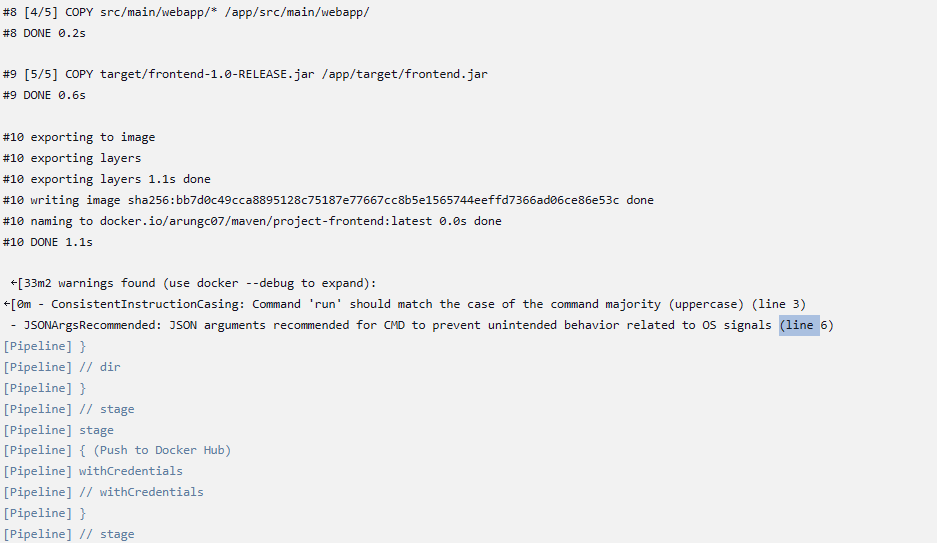 #8 [4/5] COPY src/main/webapp/* /app/src/main/webapp/
#8 DONE 0.2s
#9 [5/5] COPY target/frontend-1.0-RELEASE.jar /app/target/frontend.jar
#9 DONE 0.6s
#10 exporting to image
#10 exporting layers
#10 exporting layers 1.1s done
#10 writing image sha256:bb7d0c49cca8895128c75187e77667cc8b5e1565744eeffd7366ad06ce86e53c done
#10 naming to docker.io/arungc07/maven/project-frontend:latest 0.0s done
#10 DONE 1.1s
←[33m2 warnings found (use docker --debug to expand):
←[0m - ConsistentInstructionCasing: Command 'run' should match the case of the command majority (uppercase) (line 3)
- JSONArgsRecommended: JSON arguments recommended for CMD to prevent unintended behavior related to OS signals (line 6)
[Pipeline] }
[Pipeline] // dir
[Pipeline] }
[Pipeline] // stage
[Pipeline] stage
[Pipeline] { (Push to Docker Hub)
[Pipeline] withCredentials
[Pipeline] // withCredentials
[Pipeline] }
[Pipeline] // stage